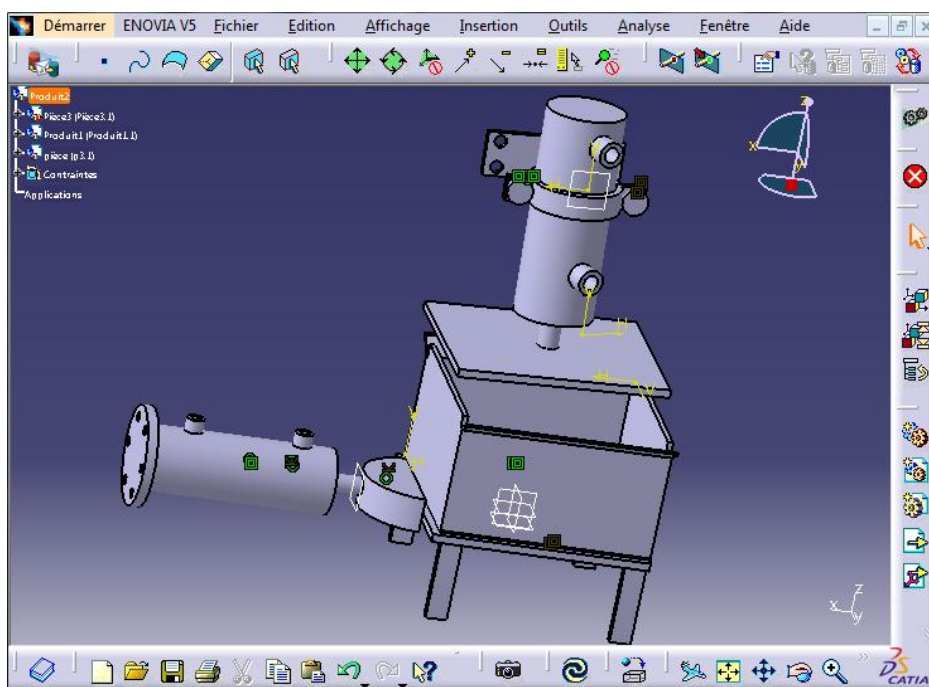 Démarrer ENOVIA V5 Fichier Edition Affichage Insertion Outils Analyse Fenêtre Aide
Produit2
Pièce3 (Pièce3.1)
Produit1 (Produit1.1)
pièce (p3.1)
Contraintes
Applications
z
x
y
H
H
V
z
x
y
DS
CATIA